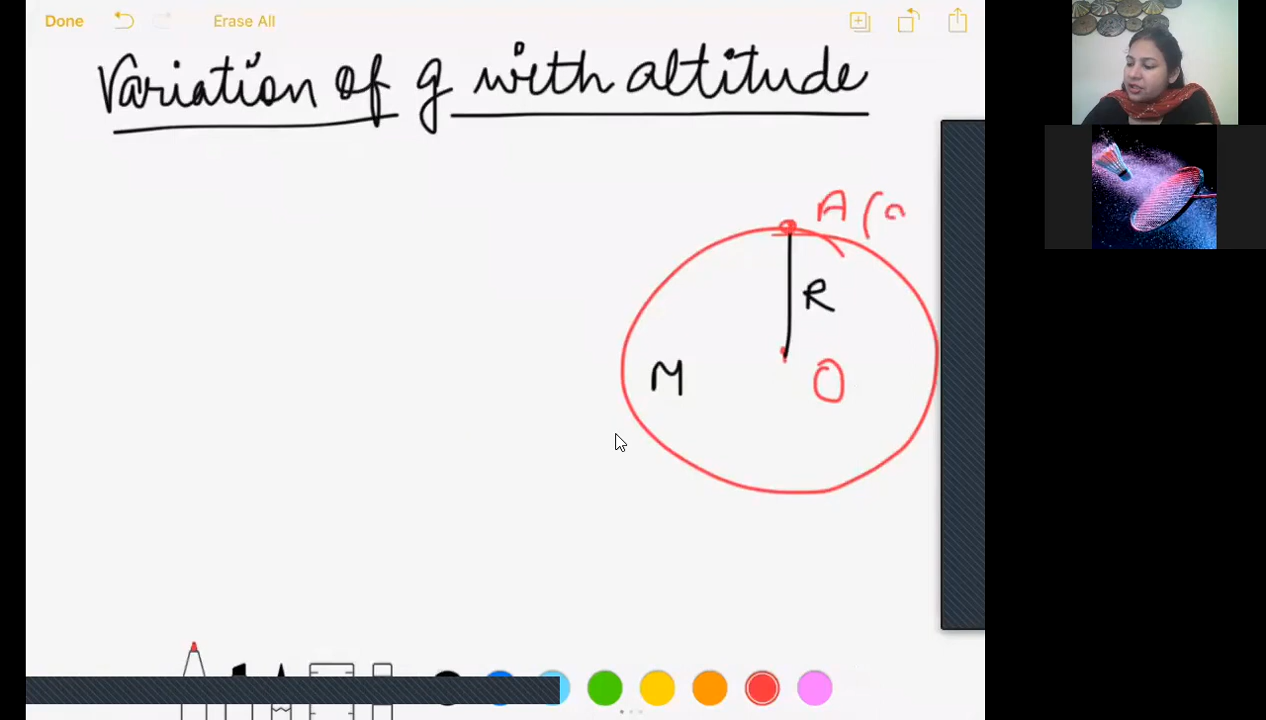 Done
Erase All
Variation of g with altitude
A (a
R
M
O